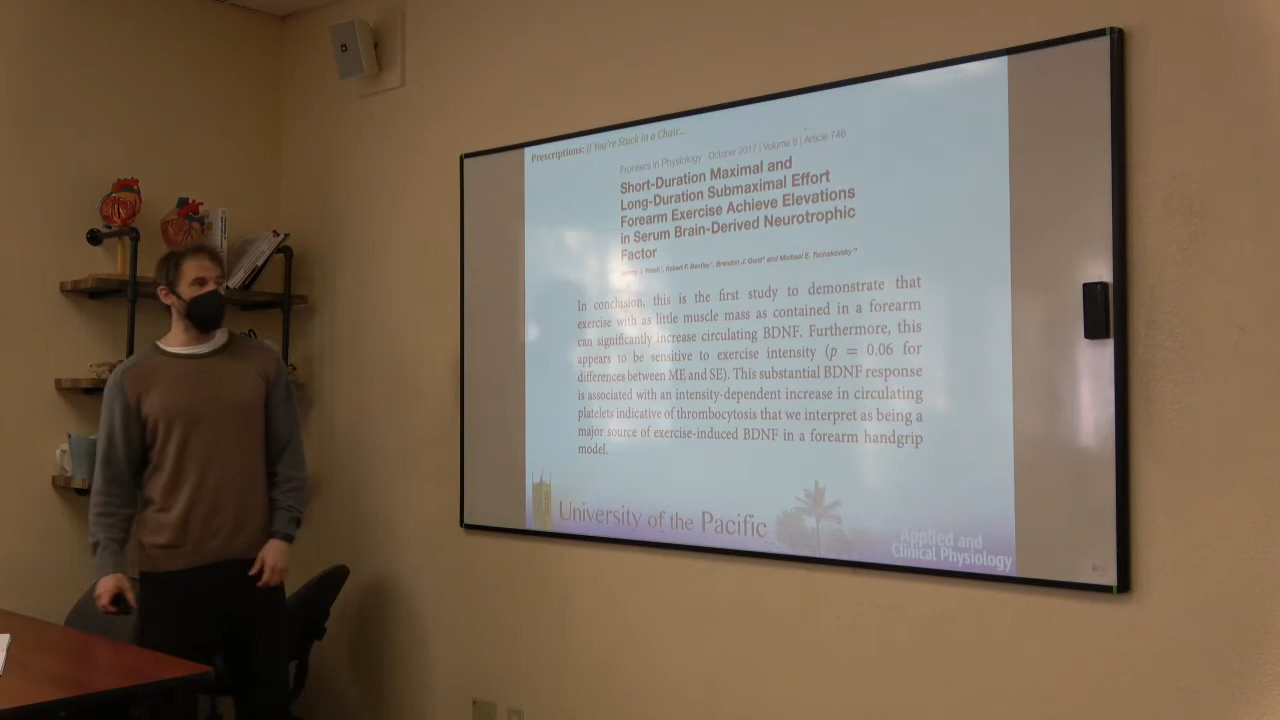 Prescriptions: If You're Stuck in a Chair...
Frontiers in Physiology October 2017 | Volume 8 | Article 746
Short-Duration Maximal and
Long-Duration Submaximal Effort
Forearm Exercise Achieve Elevations
in Serum Brain-Derived Neurotrophic
Factor
Jeremy J. Walsh¹, Robert F. Bentley¹, Brendon J. Gurd² and Michael E. Tschakovsky¹*
In conclusion, this is the first study to demonstrate that
exercise with as little muscle mass as contained in a forearm
can significantly increase circulating BDNF. Furthermore, this
appears to be sensitive to exercise intensity (p = 0.06 for
differences between ME and SE). This substantial BDNF response
is associated with an intensity-dependent increase in circulating
platelets indicative of thrombocytosis that we interpret as being a
major source of exercise-induced BDNF in a forearm handgrip
model.
University of the Pacific
Applied and
Clinical Physiology